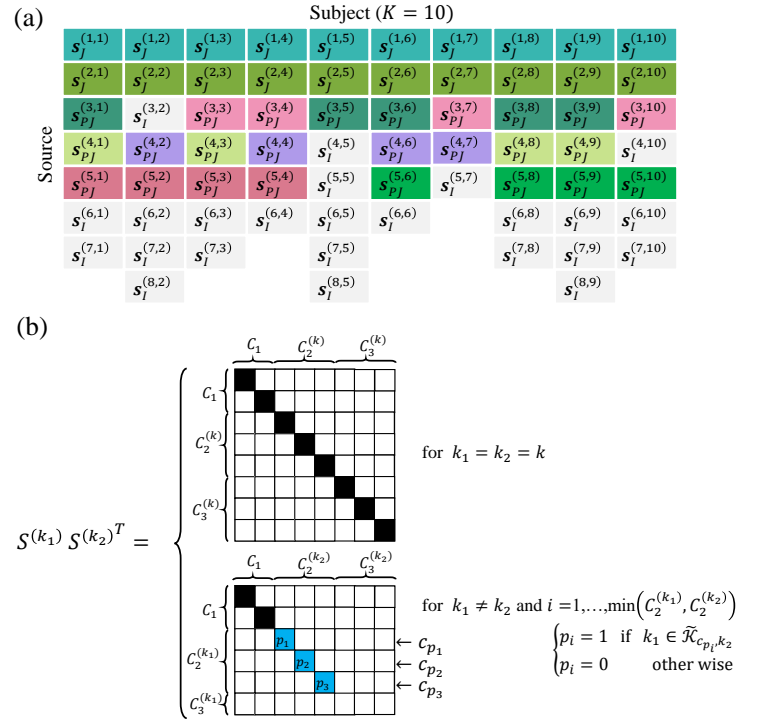 (a)
Subject (K = 10)
Source
s_J^(1,1) s_J^(1,2) s_J^(1,3) s_J^(1,4) s_J^(1,5) s_J^(1,6) s_J^(1,7) s_J^(1,8) s_J^(1,9) s_J^(1,10)
s_J^(2,1) s_J^(2,2) s_J^(2,3) s_J^(2,4) s_J^(2,5) s_J^(2,6) s_J^(2,7) s_J^(2,8) s_J^(2,9) s_J^(2,10)
s_PJ^(3,1) s_I^(3,2) s_PJ^(3,3) s_PJ^(3,4) s_PJ^(3,5) s_PJ^(3,6) s_PJ^(3,7) s_PJ^(3,8) s_PJ^(3,9) s_PJ^(3,10)
s_PJ^(4,1) s_PJ^(4,2) s_PJ^(4,3) s_PJ^(4,4) s_I^(4,5) s_PJ^(4,6) s_PJ^(4,7) s_PJ^(4,8) s_PJ^(4,9) s_I^(4,10)
s_PJ^(5,1) s_PJ^(5,2) s_PJ^(5,3) s_PJ^(5,4) s_I^(5,5) s_PJ^(5,6) s_I^(5,7) s_PJ^(5,8) s_PJ^(5,9) s_PJ^(5,10)
s_I^(6,1) s_I^(6,2) s_I^(6,3) s_I^(6,4) s_I^(6,5) s_I^(6,6) s_I^(6,8) s_I^(6,9) s_I^(6,10)
s_I^(7,1) s_I^(7,2) s_I^(7,3) s_I^(7,5) s_I^(7,8) s_I^(7,9) s_I^(7,10)
s_I^(8,2) s_I^(8,5) s_I^(8,9)
(b)
C_1 C_2^(k) C_3^(k)
C_1
C_2^(k)
C_3^(k)
for k_1 = k_2 = k
S^(k_1) S^(k_2)^T =
C_1 C_2^(k_2) C_3^(k_2)
C_1
C_2^(k_1)
C_3^(k_1)
p_1 ← c_p_1
p_2 ← c_p_2
p_3 ← c_p_3
for k_1 ≠ k_2 and i =1,…,min(C_2^(k_1), C_2^(k_2))
{p_i = 1 if k_1 ∈ K̃_c_p_i,k_2
p_i = 0 other wise